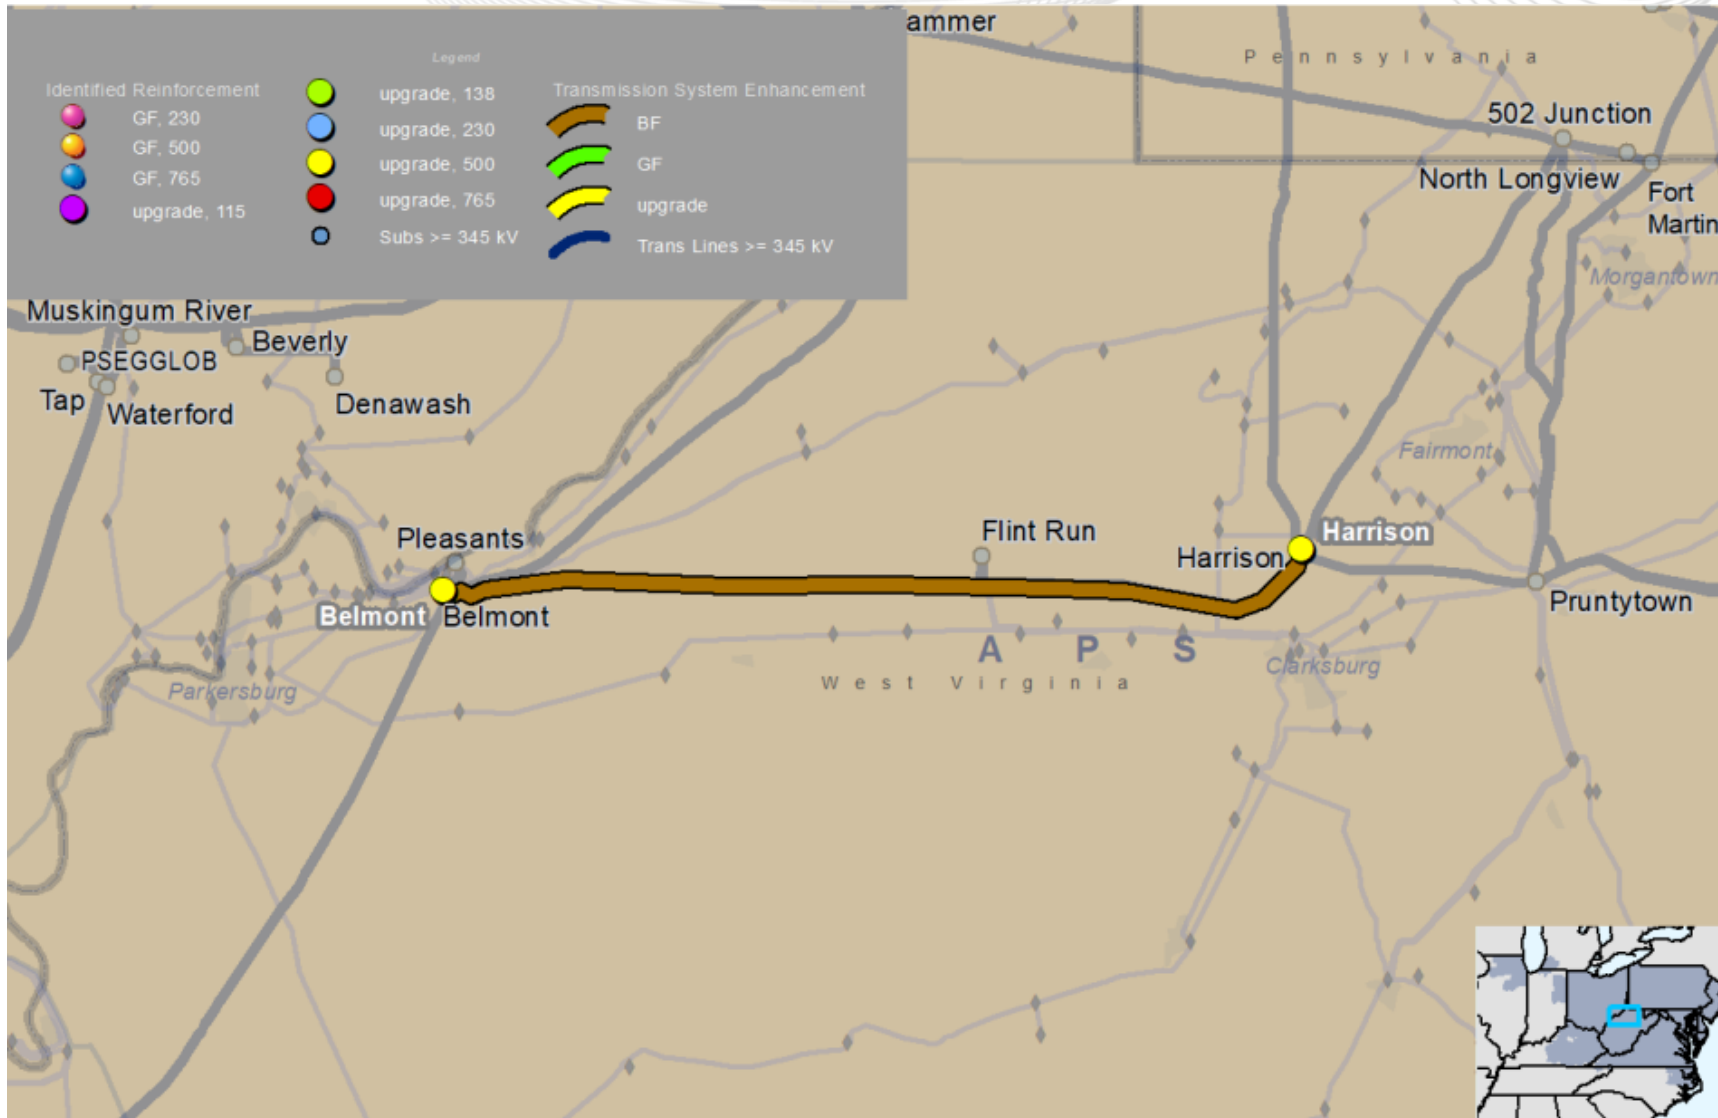 ammer
Pennsylvania
Legend
Identified Reinforcement
GF, 230
GF, 500
GF, 765
upgrade, 115
upgrade, 138
upgrade, 230
upgrade, 500
upgrade, 765
Subs >= 345 kV
Transmission System Enhancement
BF
GF
upgrade
Trans Lines >= 345 kV
502 Junction
North Longview
Fort
Martin
Morgantown
Muskingum River
Beverly
PSEGGLOB
Tap
Waterford
Denawash
Fairmont
Pleasants
Flint Run
Harrison
Harrison
Belmont
Belmont
Pruntytown
A P S
Clarksburg
West Virginia
Parkersburg